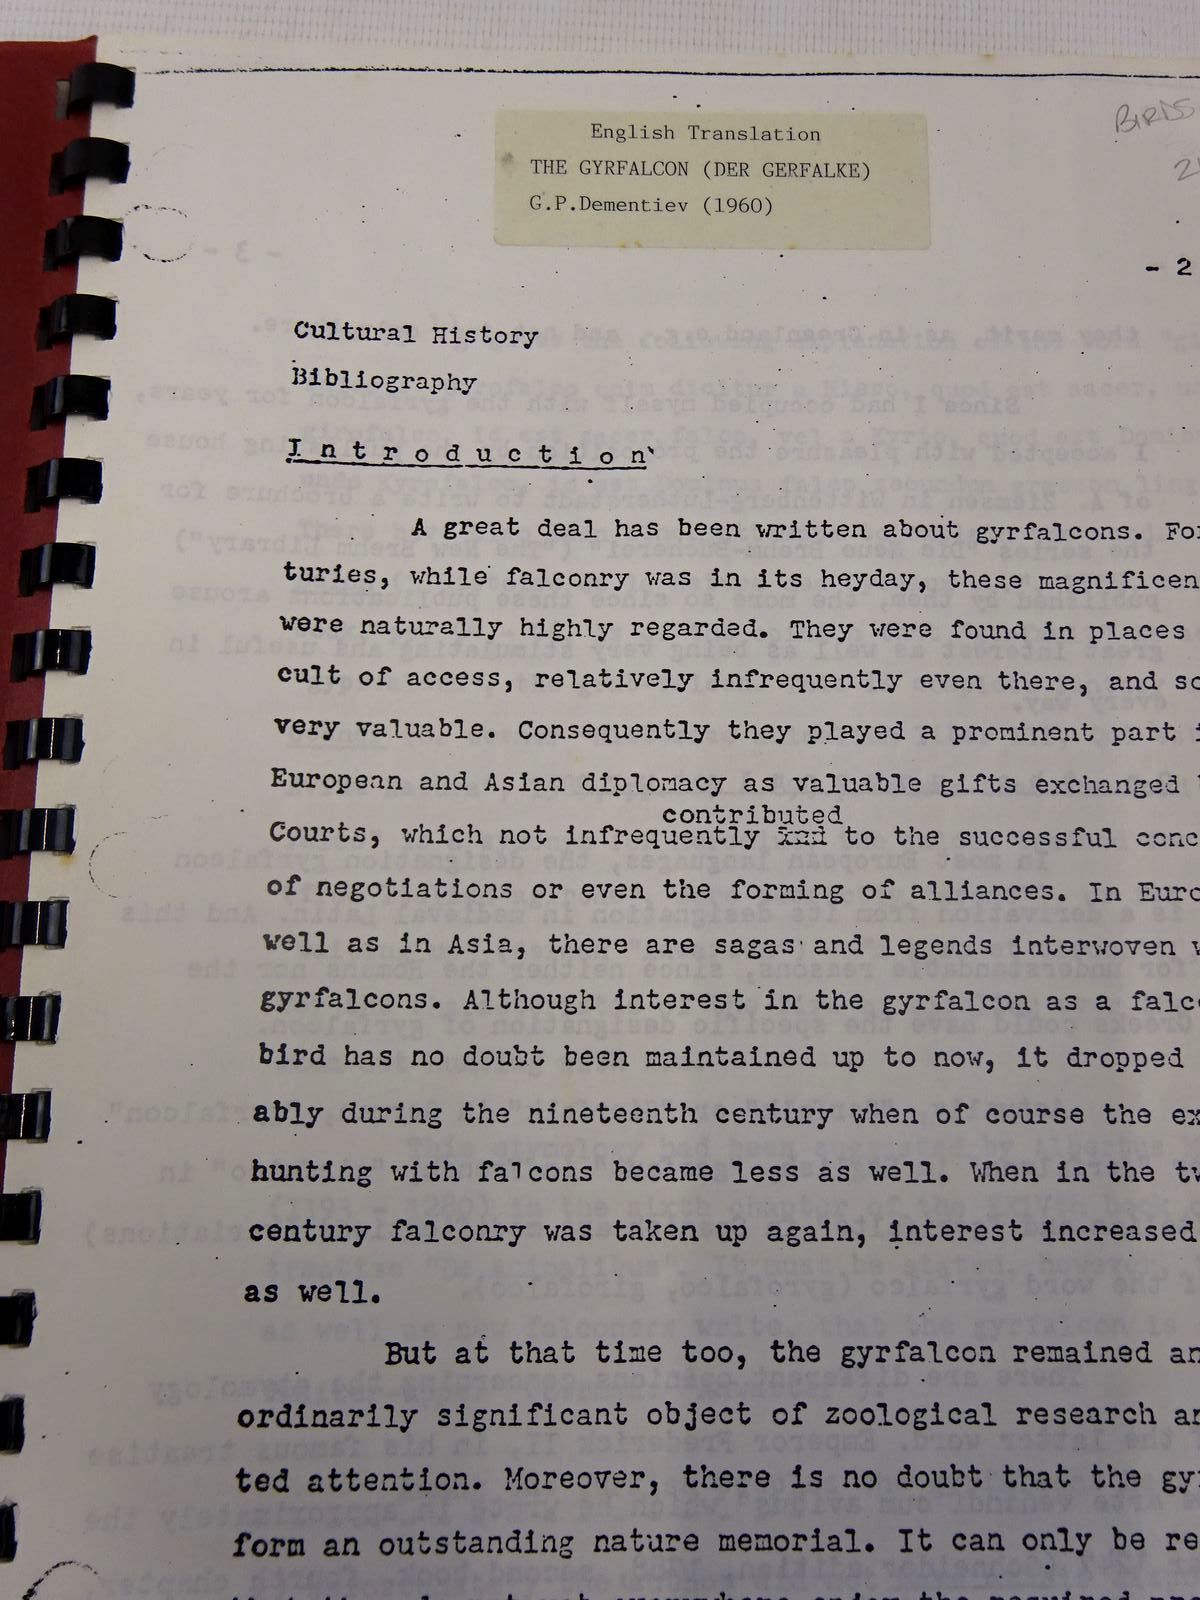 English Translation
THE GYRFALCON (DER GERFALKE)
G.P.Dementiev (1960)
BIRDS
- 2
Cultural History
Bibliography
Introduction
A great deal has been written about gyrfalcons. For
turies, while falconry was in its heyday, these magnificen
were naturally highly regarded. They were found in places
cult of access, relatively infrequently even there, and so
very valuable. Consequently they played a prominent part i
European and Asian diplomacy as valuable gifts exchanged
contributed
Courts, which not infrequently to the successful conc
of negotiations or even the forming of alliances. In Euro
well as in Asia, there are sagas and legends interwoven w
gyrfalcons. Although interest in the gyrfalcon as a falc
bird has no doubt been maintained up to now, it dropped
ably during the nineteenth century when of course the ex
hunting with falcons became less as well. When in the tw
century falconry was taken up again, interest increased
as well.
But at that time too, the gyrfalcon remained an
ordinarily significant object of zoological research an
ted attention. Moreover, there is no doubt that the gyr
form an outstanding nature memorial. It can only be re